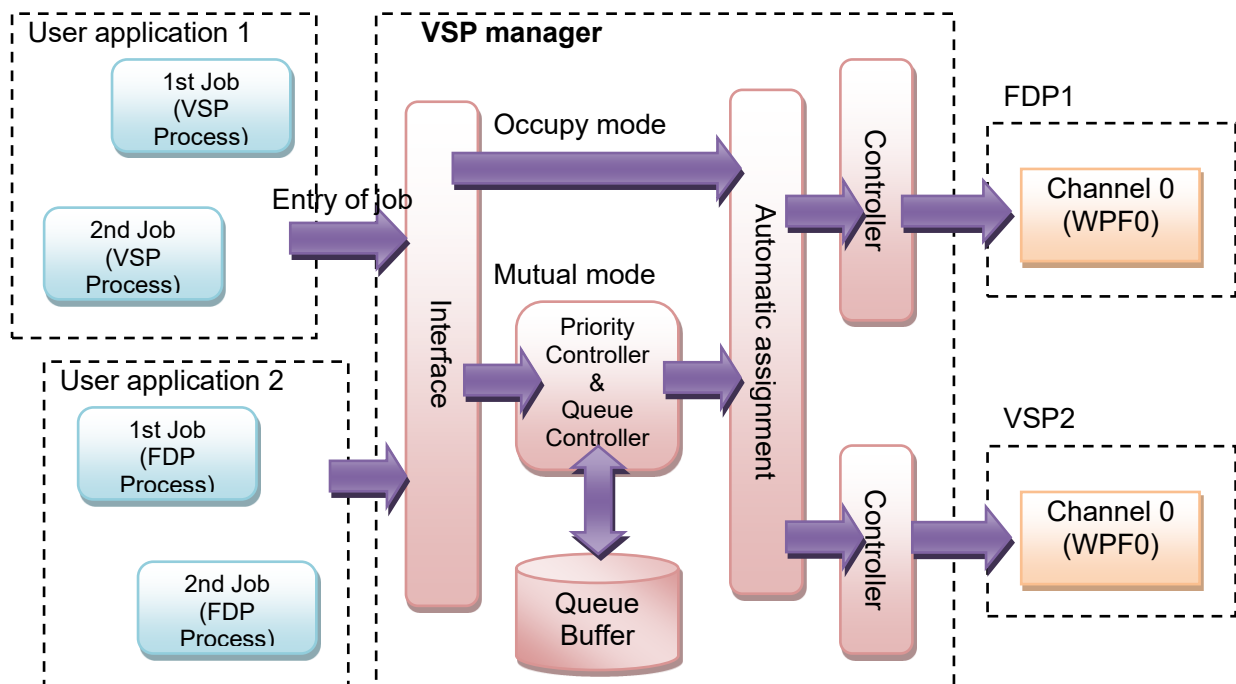 User application 1
1st Job
(VSP
Process)
2nd Job
(VSP
Process)
Entry of job
User application 2
1st Job
(FDP
Process)
2nd Job
(FDP
Process)
VSP manager
Interface
Occupy mode
Mutual mode
Priority
Controller
&
Queue
Controller
Queue
Buffer
Automatic assignment
Controller
Controller
FDP1
Channel 0
(WPF0)
VSP2
Channel 0
(WPF0)